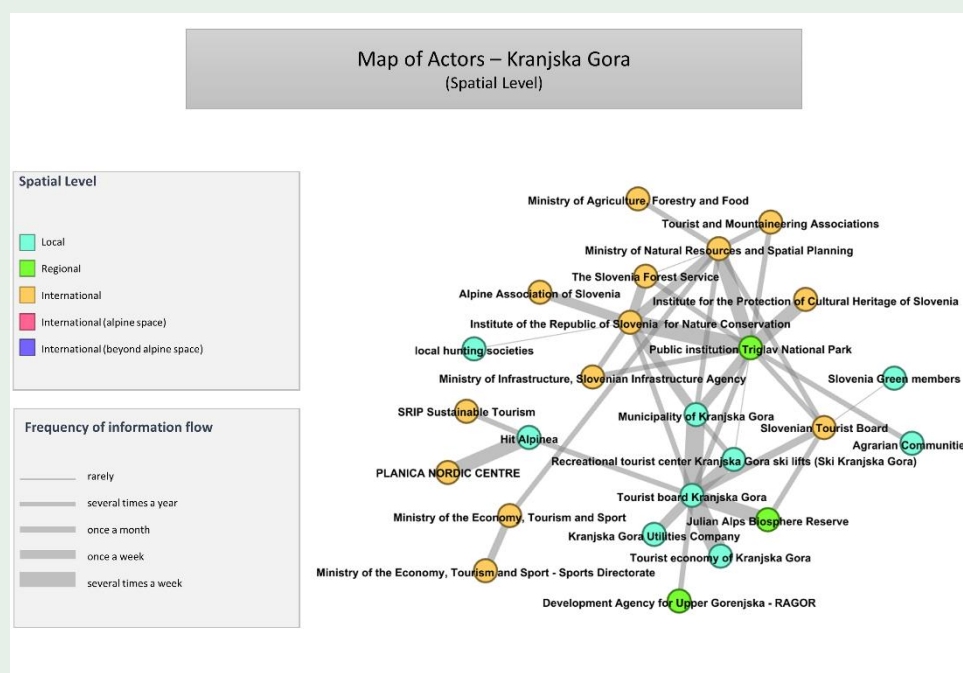 Map of Actors – Kranjska Gora
(Spatial Level)
Spatial Level
Local
Regional
International
International (alpine space)
International (beyond alpine space)
Frequency of information flow
rarely
several times a year
once a month
once a week
several times a week
Ministry of Agriculture, Forestry and Food
Tourist and Mountaineering Associations
Ministry of Natural Resources and Spatial Planning
The Slovenia Forest Service
Alpine Association of Slovenia
Institute for the Protection of Cultural Heritage of Slovenia
Institute of the Republic of Slovenia for Nature Conservation
local hunting societies
Public institution Triglav National Park
Ministry of Infrastructure, Slovenian Infrastructure Agency
Slovenia Green members
SRIP Sustainable Tourism
Municipality of Kranjska Gora
Slovenian Tourist Board
Hit Alpinea
Agrarian Communities
Recreational tourist center Kranjska Gora ski lifts (Ski Kranjska Gora)
PLANICA NORDIC CENTRE
Tourist board Kranjska Gora
Ministry of the Economy, Tourism and Sport
Julian Alps Biosphere Reserve
Kranjska Gora Utilities Company
Tourist economy of Kranjska Gora
Ministry of the Economy, Tourism and Sport - Sports Directorate
Development Agency for Upper Gorenjska - RAGOR